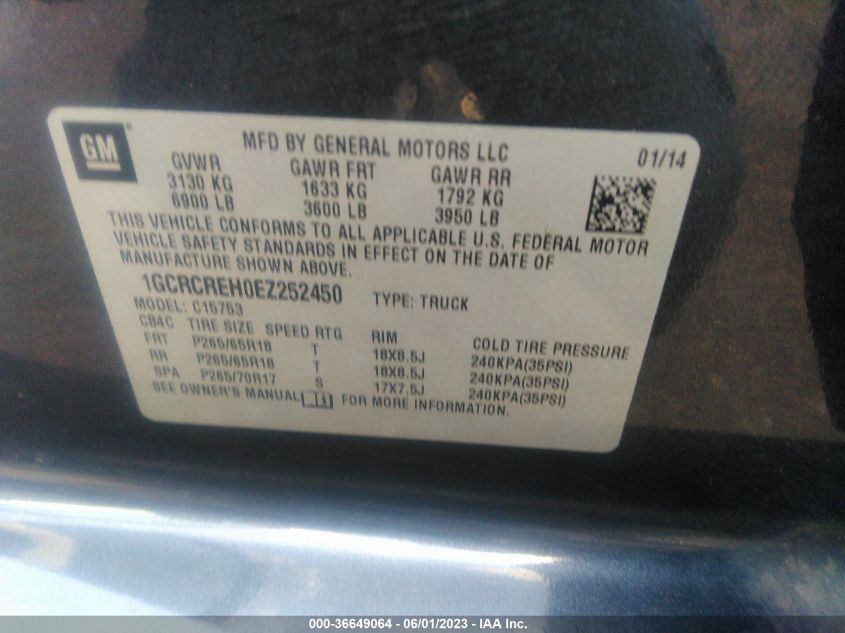 GM
MFD BY GENERAL MOTORS LLC 01/14
GVWR GAWR FRT GAWR RR
3130 KG 1633 KG 1792 KG
6900 LB 3600 LB 3950 LB
THIS VEHICLE CONFORMS TO ALL APPLICABLE U.S. FEDERAL MOTOR
VEHICLE SAFETY STANDARDS IN EFFECT ON THE DATE OF
MANUFACTURE SHOWN ABOVE.
1GCRCREH0EZ252450 TYPE: TRUCK
MODEL: C15753
CB4C TIRE SIZE SPEED RTG RIM COLD TIRE PRESSURE
FRT P265/65R18 T 18X8.5J 240KPA(35PSI)
RR P265/65R18 T 18X8.5J 240KPA(35PSI)
SPA P265/70R17 S 17X7.5J 240KPA(35PSI)
SEE OWNER'S MANUAL FOR MORE INFORMATION.
000-36649064 - 06/01/2023 - IAA Inc.